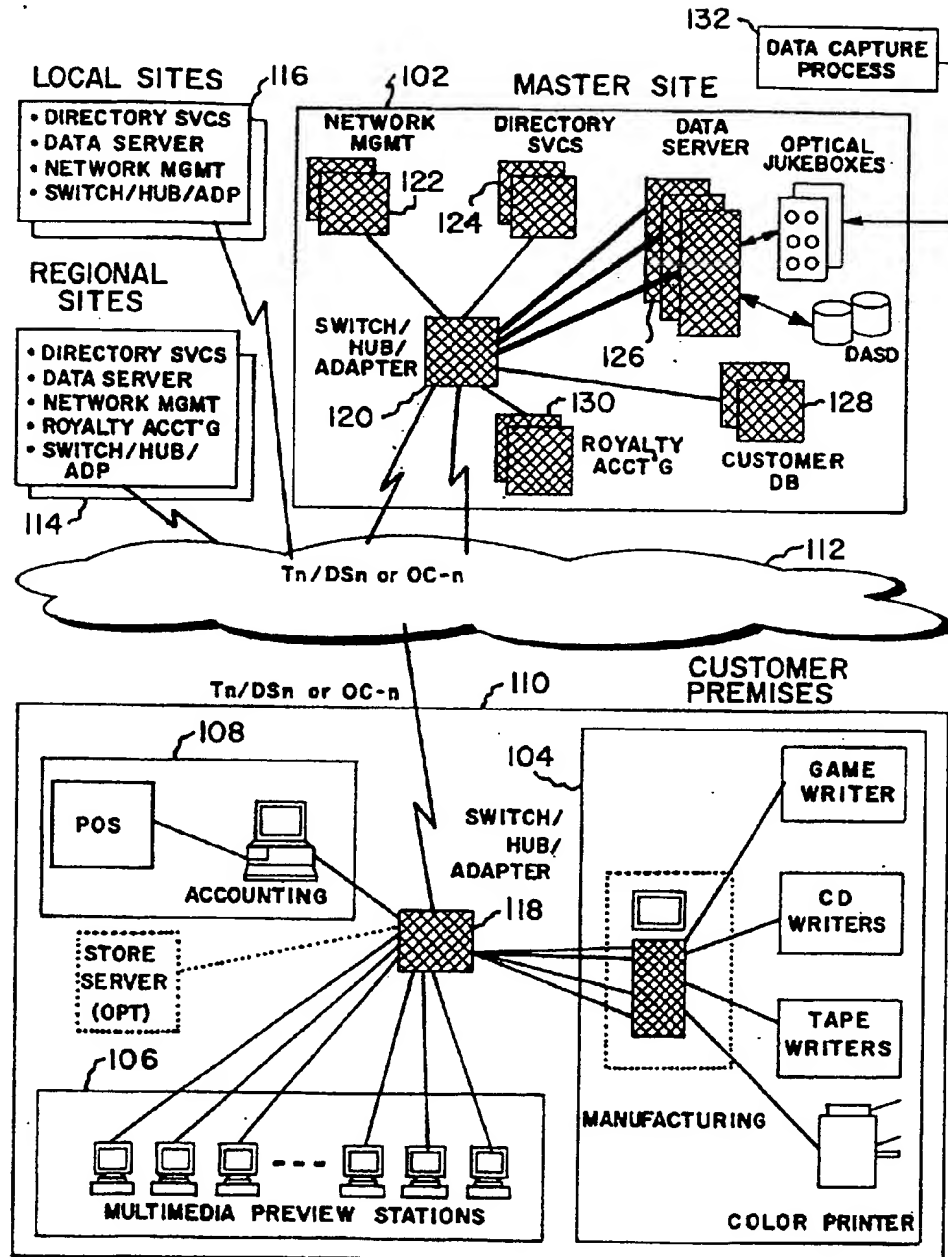 132
DATA CAPTURE
PROCESS
LOCAL SITES
116
• DIRECTORY SVCS
• DATA SERVER
• NETWORK MGMT
• SWITCH/HUB/ADP
102
MASTER SITE
NETWORK
MGMT
122
DIRECTORY
SVCS
124
DATA
SERVER
126
OPTICAL
JUKEBOXES
DASD
REGIONAL
SITES
• DIRECTORY SVCS
• DATA SERVER
• NETWORK MGMT
• ROYALTY ACCT'G
• SWITCH/HUB/
ADP
114
SWITCH/
HUB/
ADAPTER
120
130
ROYALTY
ACCT'G
128
CUSTOMER
DB
112
Tn/DSn or OC-n
Tn/DSn or OC-n
110
CUSTOMER
PREMISES
108
POS
ACCOUNTING
SWITCH/
HUB/
ADAPTER
118
104
GAME
WRITER
CD
WRITERS
TAPE
WRITERS
STORE
SERVER
(OPT)
106
MANUFACTURING
MULTIMEDIA PREVIEW STATIONS
COLOR PRINTER